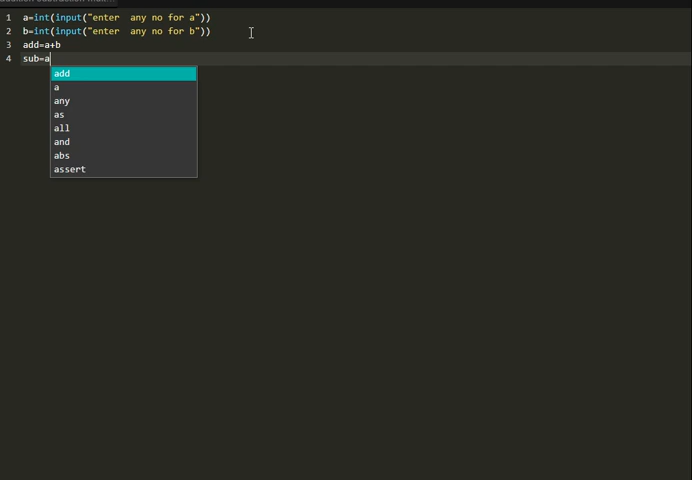 1 a=int(input("enter  any no for a"))
2 b=int(input("enter  any no for b"))
3 add=a+b
4 sub=a
add
a
any
as
all
and
abs
assert